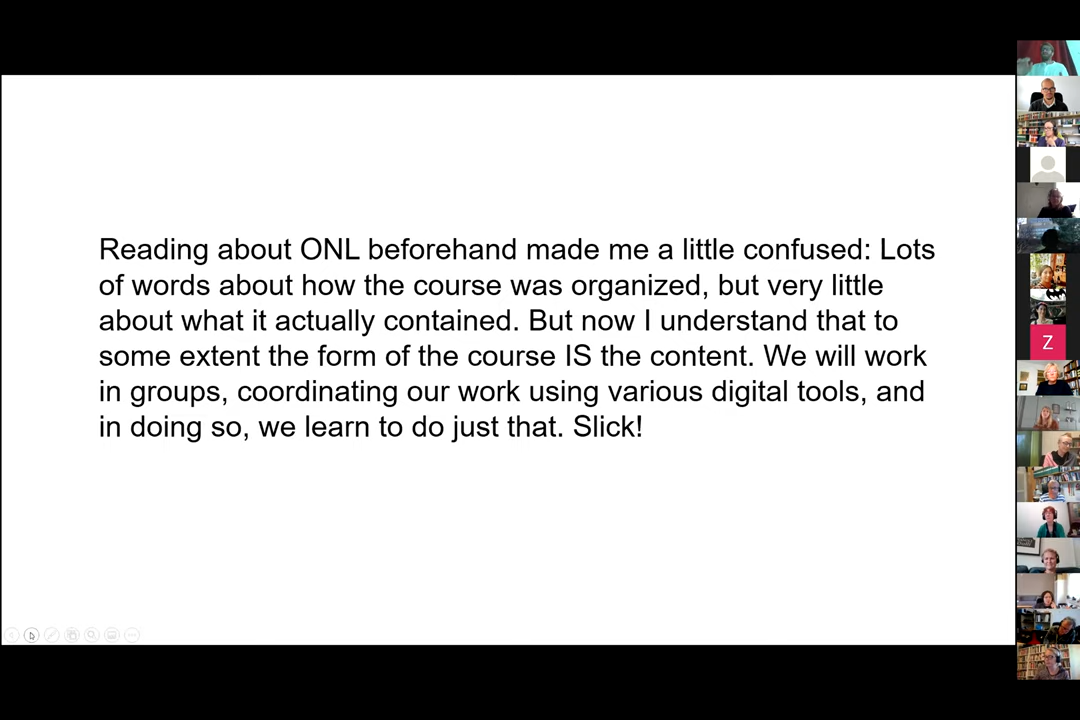 Reading about ONL beforehand made me a little confused: Lots
of words about how the course was organized, but very little
about what it actually contained. But now I understand that to
some extent the form of the course IS the content. We will work
in groups, coordinating our work using various digital tools, and
in doing so, we learn to do just that. Slick!
Z